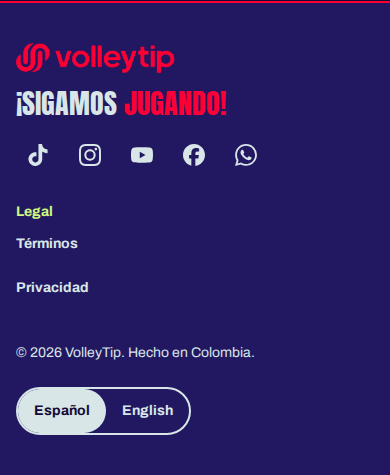 volleytip
¡SIGAMOS JUGANDO!
Legal
Términos
Privacidad
© 2026 VolleyTip. Hecho en Colombia.
Español English